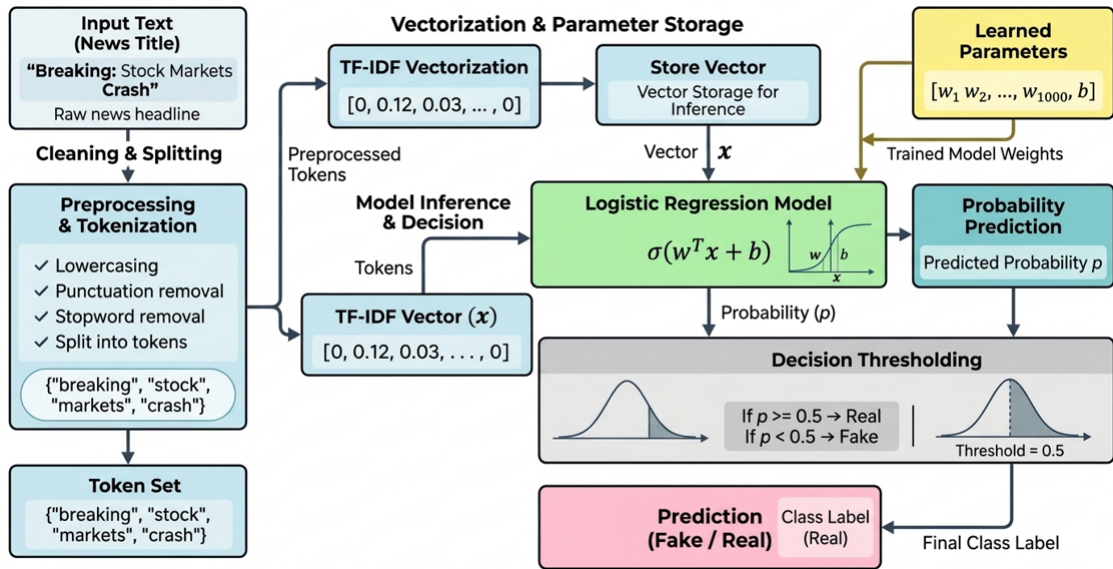 Input Text
(News Title)
“Breaking: Stock Markets
Crash”
Raw news headline
Cleaning & Splitting
Preprocessing
& Tokenization
✓ Lowercasing
✓ Punctuation removal
✓ Stopword removal
✓ Split into tokens
{"breaking", "stock",
"markets", "crash"}
Token Set
{"breaking", "stock",
"markets", "crash"}
Vectorization & Parameter Storage
TF-IDF Vectorization
[0, 0.12, 0.03, ... , 0]
Preprocessed
Tokens
Store Vector
Vector Storage for
Inference
Vector x
Learned
Parameters
[w₁ w₂, ..., w₁₀₀₀, b]
Trained Model Weights
Model Inference
& Decision
Tokens
TF-IDF Vector (x)
[0, 0.12, 0.03, . . . , 0]
Logistic Regression Model
σ(wᵀx + b)
w
b
x
Probability
Prediction
Predicted Probability p
Probability (p)
Decision Thresholding
If p >= 0.5 → Real
If p < 0.5 → Fake
Threshold = 0.5
Prediction
(Fake / Real)
Class Label
(Real)
Final Class Label